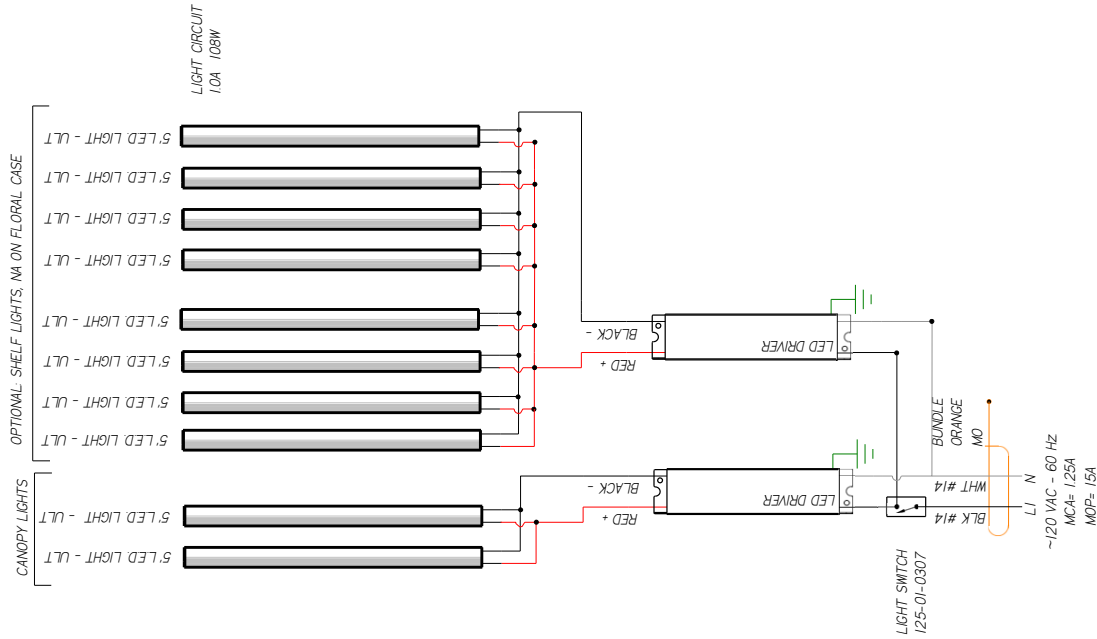 LIGHT CIRCUIT
1.0A 108W
OPTIONAL: SHELF LIGHTS, NA ON FLORAL CASE
5' LED LIGHT - ULT
5' LED LIGHT - ULT
5' LED LIGHT - ULT
5' LED LIGHT - ULT
5' LED LIGHT - ULT
5' LED LIGHT - ULT
5' LED LIGHT - ULT
5' LED LIGHT - ULT
CANOPY LIGHTS
5' LED LIGHT - ULT
5' LED LIGHT - ULT
BLACK -
RED +
LED DRIVER
BLACK -
RED +
LED DRIVER
BUNDLE
ORANGE
MO
WHT #14
N
BLK #14
L1
~120 VAC - 60 Hz
MCA= 1.25A
MOP= 15A
LIGHT SWITCH
125-01-0307